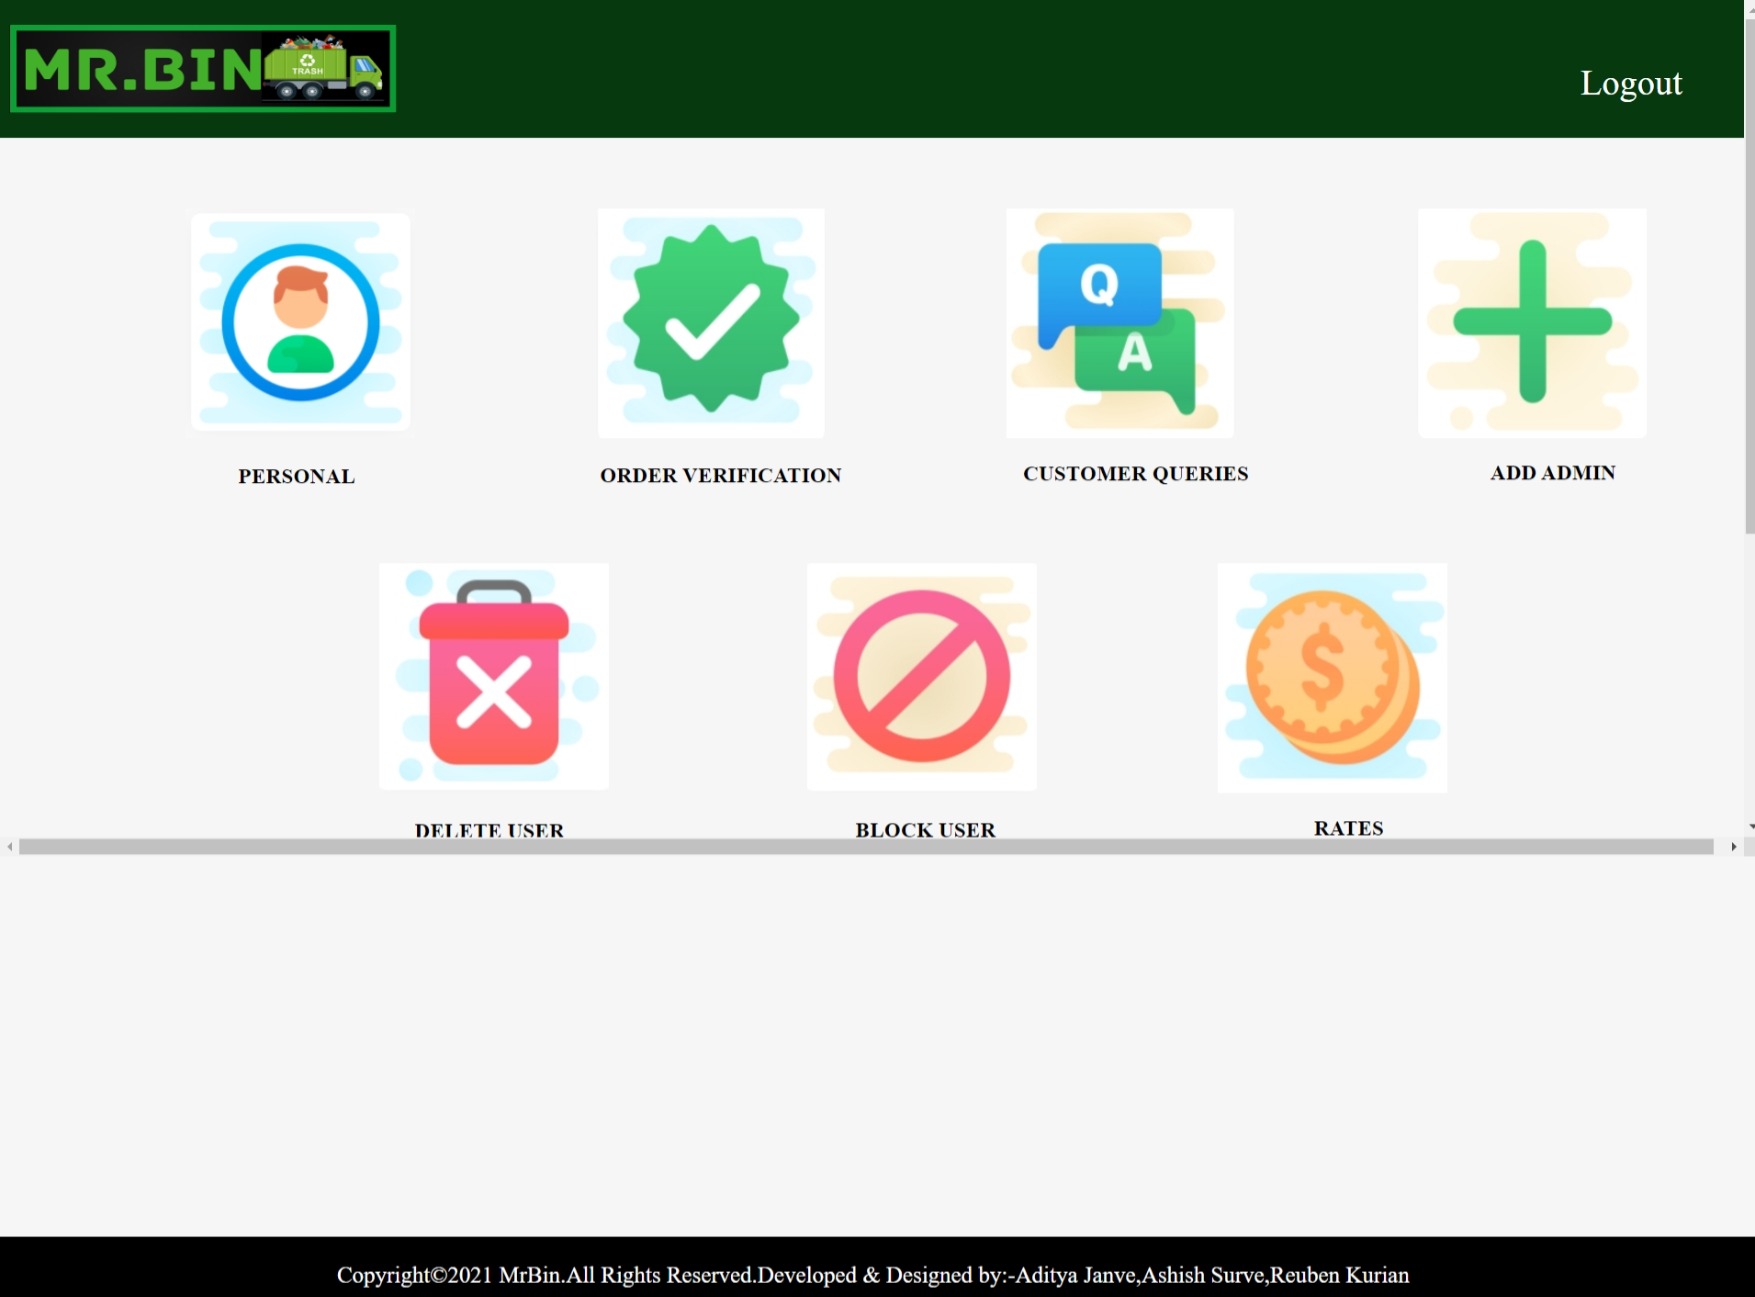 MR.BIN
TRASH
Logout
Q
A
PERSONAL
ORDER VERIFICATION
CUSTOMER QUERIES
ADD ADMIN
$
DELETE USER
BLOCK USER
RATES
Copyright©2021 MrBin.All Rights Reserved.Developed & Designed by:-Aditya Janve,Ashish Surve,Reuben Kurian